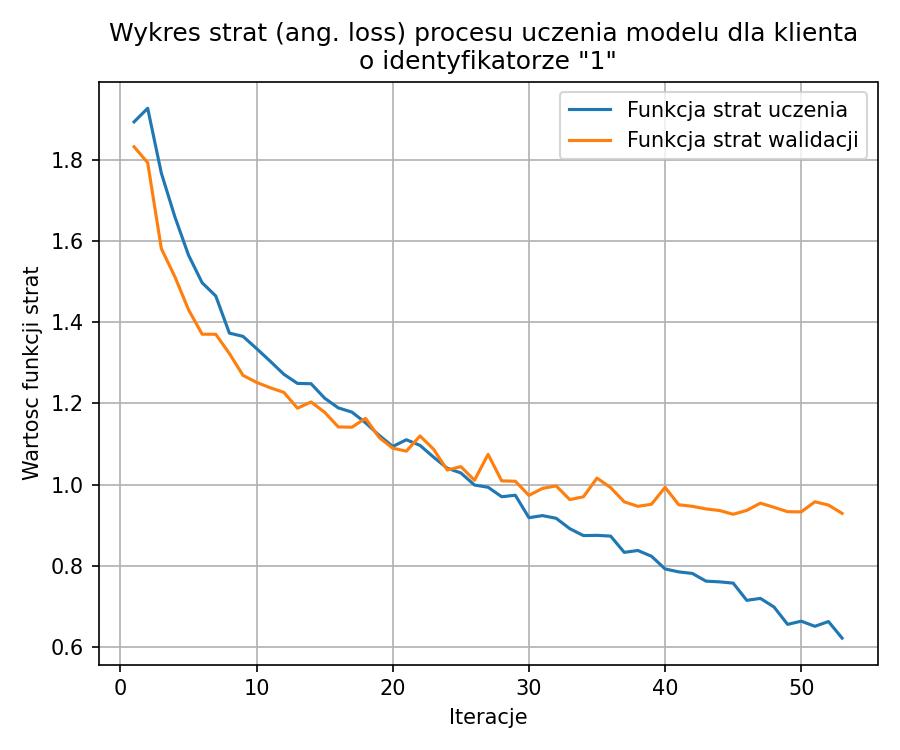 Wykres strat (ang. loss) procesu uczenia modelu dla klienta
o identyfikatorze "1"
Funkcja strat uczenia
Funkcja strat walidacji
Wartosc funkcji strat
1.8
1.6
1.4
1.2
1.0
0.8
0.6
0 10 20 30 40 50
Iteracje